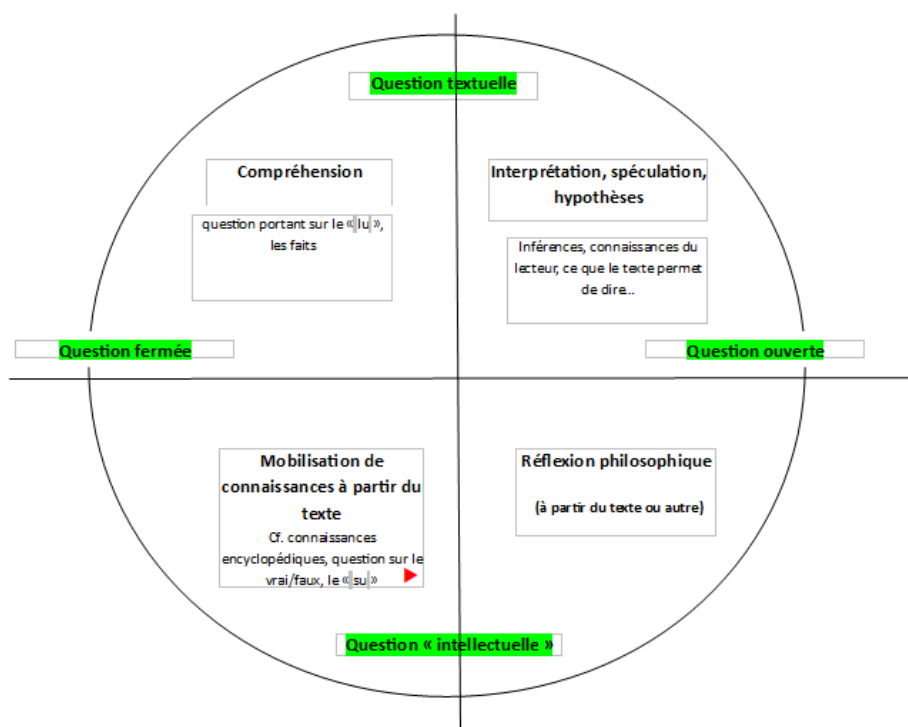 Question textuelle
Compréhension
question portant sur le « lu »,
les faits
Interprétation, spéculation,
hypothèses
Inférences, connaissances du
lecteur, ce que le texte permet
de dire...
Question fermée
Question ouverte
Mobilisation de
connaissances à partir du
texte
Cf. connaissances
encyclopédiques, question sur le
vrai/faux, le « su »
Réflexion philosophique
(à partir du texte ou autre)
Question « intellectuelle »